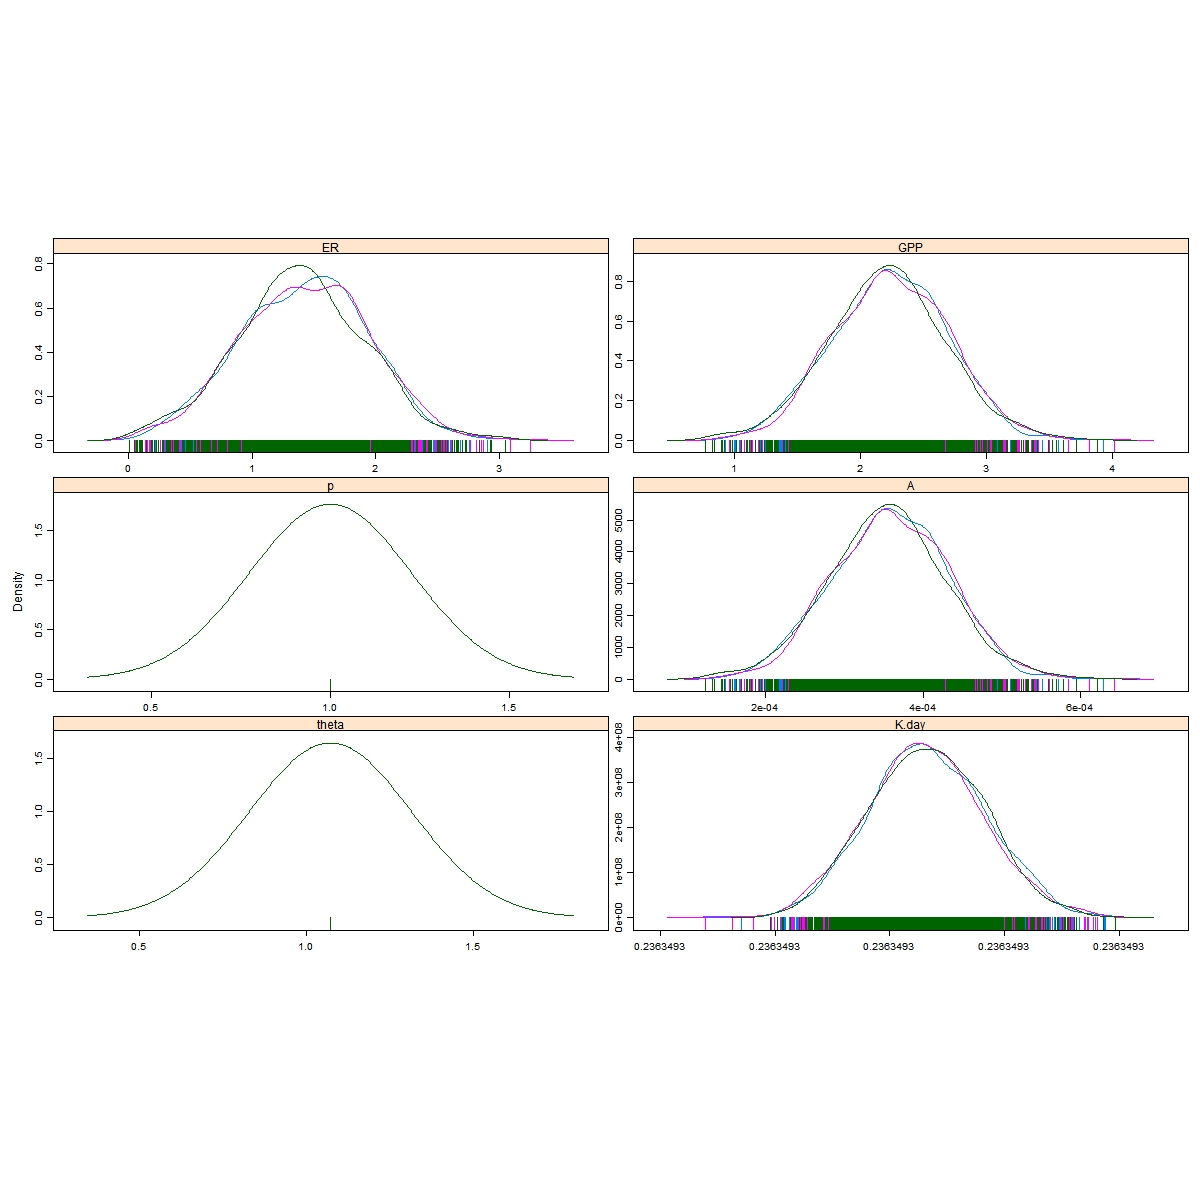 ER
GPP
0.0 0.2 0.4 0.6 0.8
0 1 2 3
0.0 0.2 0.4 0.6 0.8
1 2 3 4
p
A
Density
0.0 0.5 1.0 1.5
0.5 1.0 1.5
0 1000 2000 3000 4000 5000
2e-04 4e-04 6e-04
theta
K.day
0.0 0.5 1.0 1.5
0.5 1.0 1.5
0e+00 1e+08 2e+08 3e+08 4e+08
0.2363493 0.2363493 0.2363493 0.2363493 0.2363493